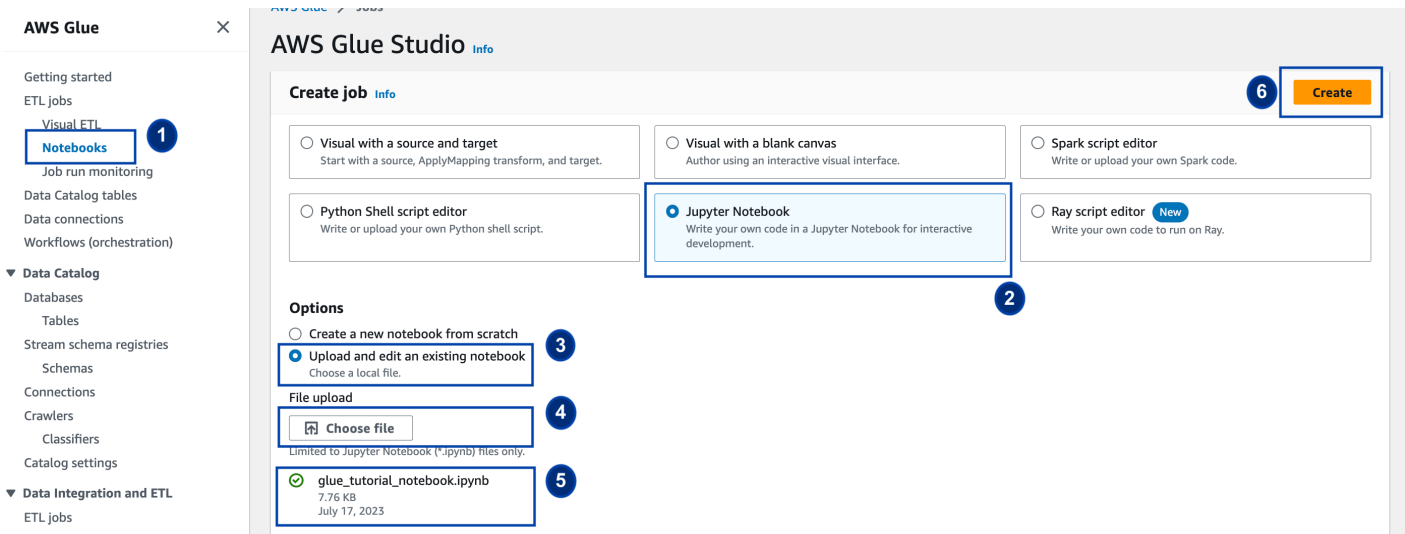 AWS Glue
Getting started
ETL jobs
Visual ETL
Notebooks
1
Job run monitoring
Data Catalog tables
Data connections
Workflows (orchestration)
Data Catalog
Databases
Tables
Stream schema registries
Schemas
Connections
Crawlers
Classifiers
Catalog settings
Data Integration and ETL
ETL jobs
AWS Glue > Jobs
AWS Glue Studio Info
Create job Info
6
Create
Visual with a source and target
Start with a source, ApplyMapping transform, and target.
Visual with a blank canvas
Author using an interactive visual interface.
Spark script editor
Write or upload your own Spark code.
Python Shell script editor
Write or upload your own Python shell script.
Jupyter Notebook
Write your own code in a Jupyter Notebook for interactive
development.
2
Ray script editor New
Write your own code to run on Ray.
Options
Create a new notebook from scratch
Upload and edit an existing notebook
Choose a local file.
3
File upload
Choose file
4
Limited to Jupyter Notebook (*.ipynb) files only.
glue_tutorial_notebook.ipynb
5
7.76 KB
July 17, 2023